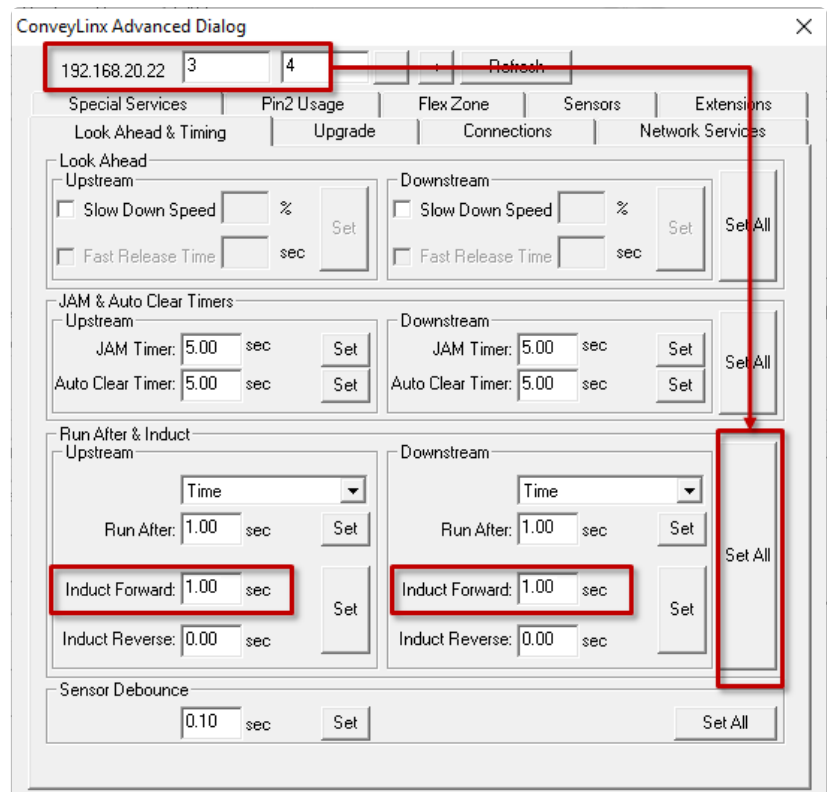 ConveyLinx Advanced Dialog
192.168.20.22 3 4 + Refresh
Special Services Pin2 Usage Flex Zone Sensors Extensions
Look Ahead & Timing Upgrade Connections Network Services
Look Ahead
Upstream Downstream
Slow Down Speed % Set Slow Down Speed % Set Set All
Fast Release Time sec Fast Release Time sec
JAM & Auto Clear Timers
Upstream Downstream
JAM Timer: 5.00 sec Set JAM Timer: 5.00 sec Set Set All
Auto Clear Timer: 5.00 sec Set Auto Clear Timer: 5.00 sec Set
Run After & Induct
Upstream Downstream
Time Time
Run After: 1.00 sec Set Run After: 1.00 sec Set Set All
Induct Forward: 1.00 sec Set Induct Forward: 1.00 sec Set
Induct Reverse: 0.00 sec Induct Reverse: 0.00 sec
Sensor Debounce
0.10 sec Set Set All